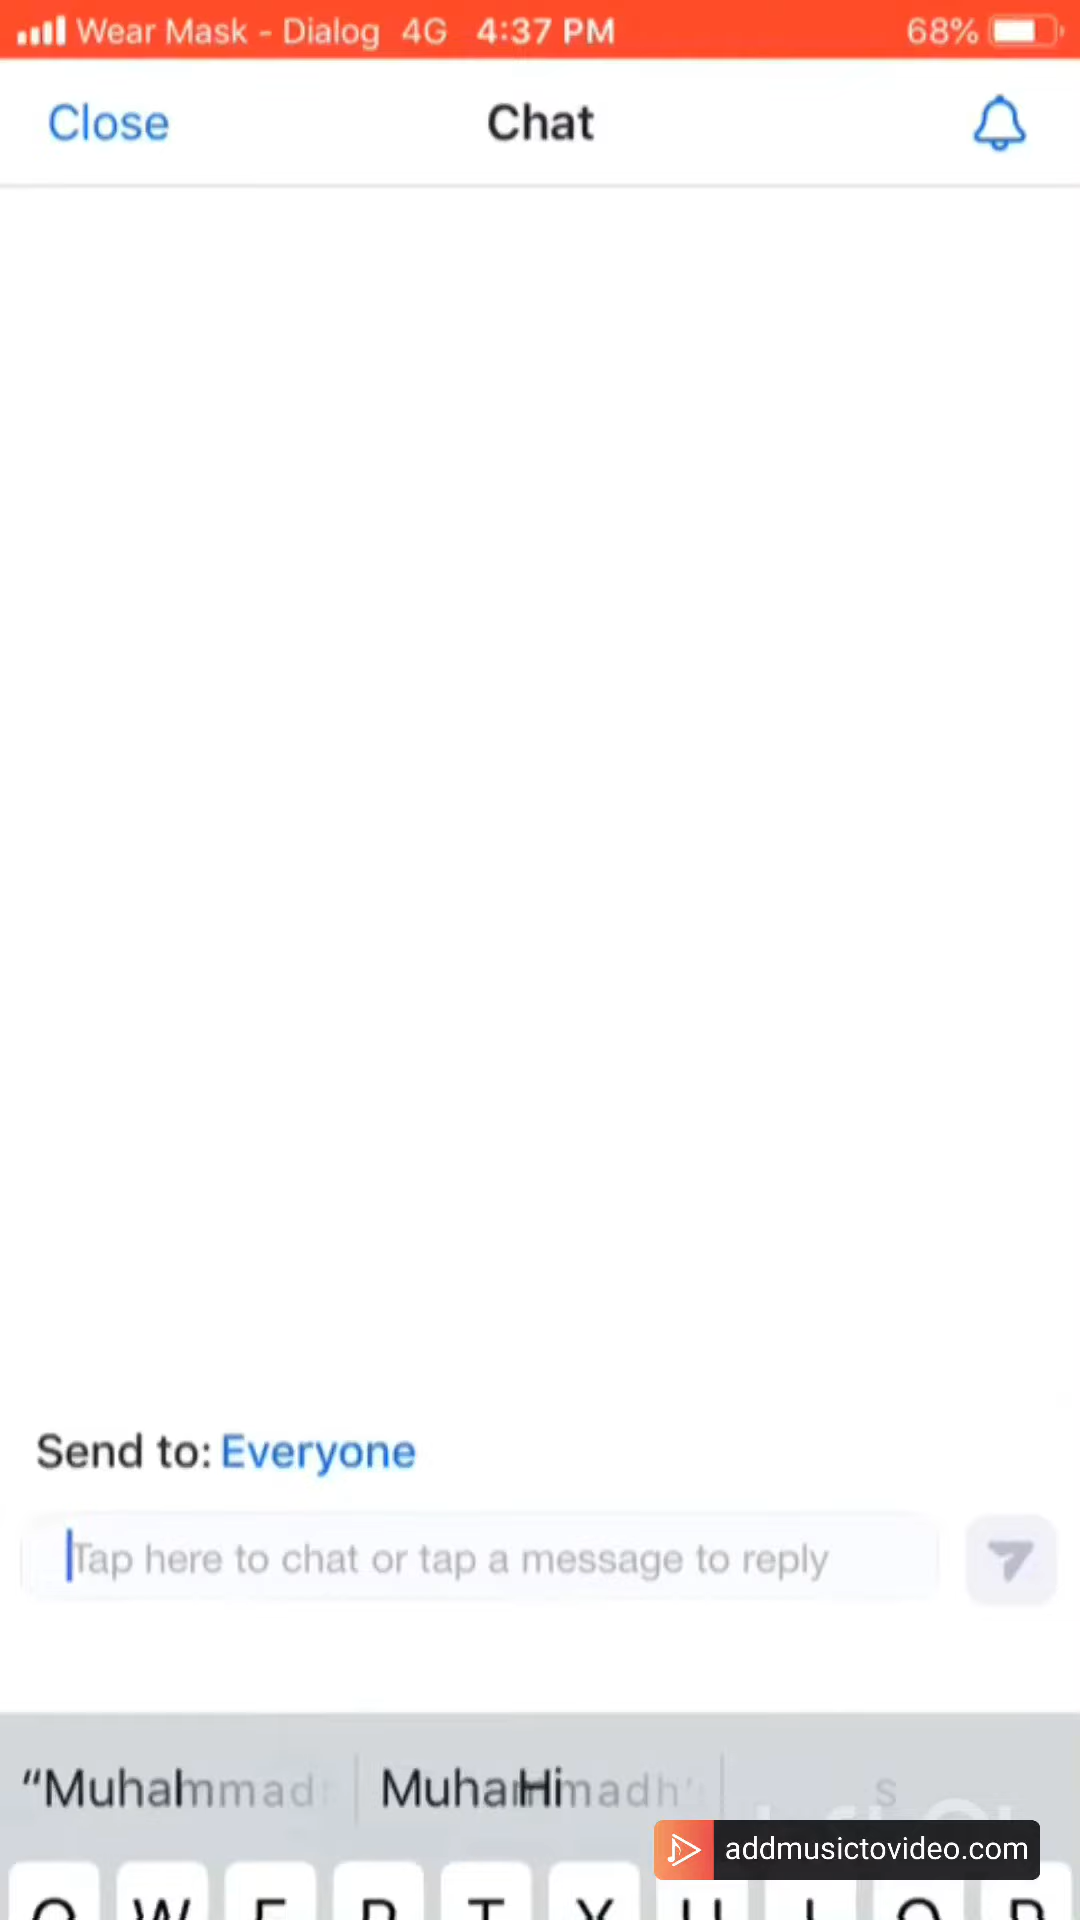 Wear Mask - Dialog 4G 4:37 PM 68%
Close Chat
Send to: Everyone
Tap here to chat or tap a message to reply
addmusictovideo.com
Q W E R T Y U I O P